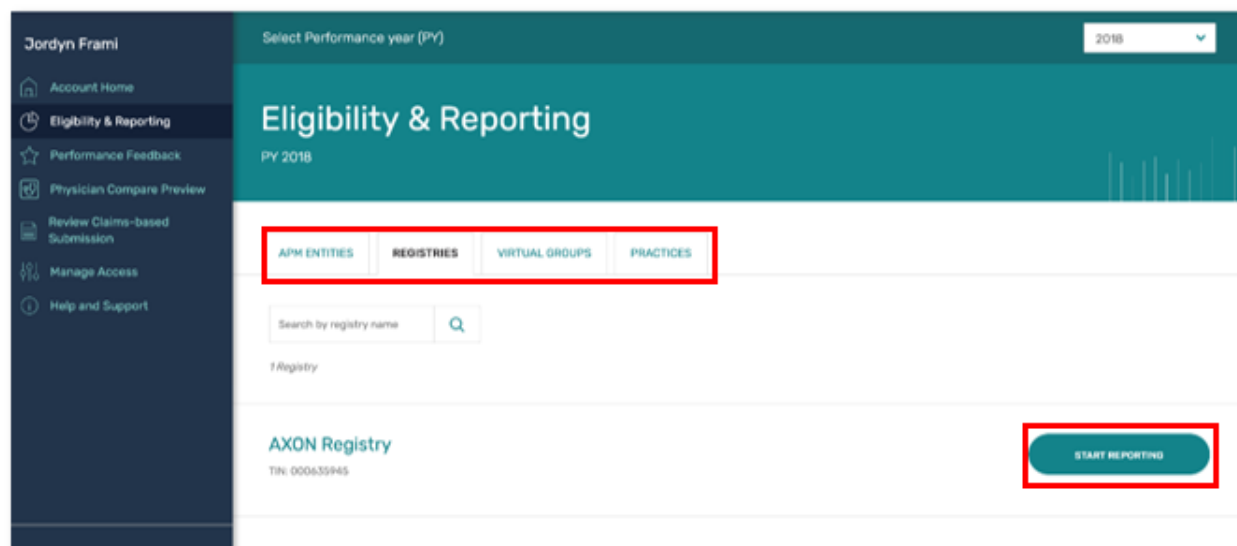 Jordyn Frami
Account Home
Eligibility & Reporting
Performance Feedback
Physician Compare Preview
Review Claims-based
Submission
Manage Access
Help and Support
Select Performance year (PY)
2018
Eligibility & Reporting
PY 2018
APM ENTITIES
REGISTRIES
VIRTUAL GROUPS
PRACTICES
Search by registry name
1 Registry
AXON Registry
TIN: 000635945
START REPORTING